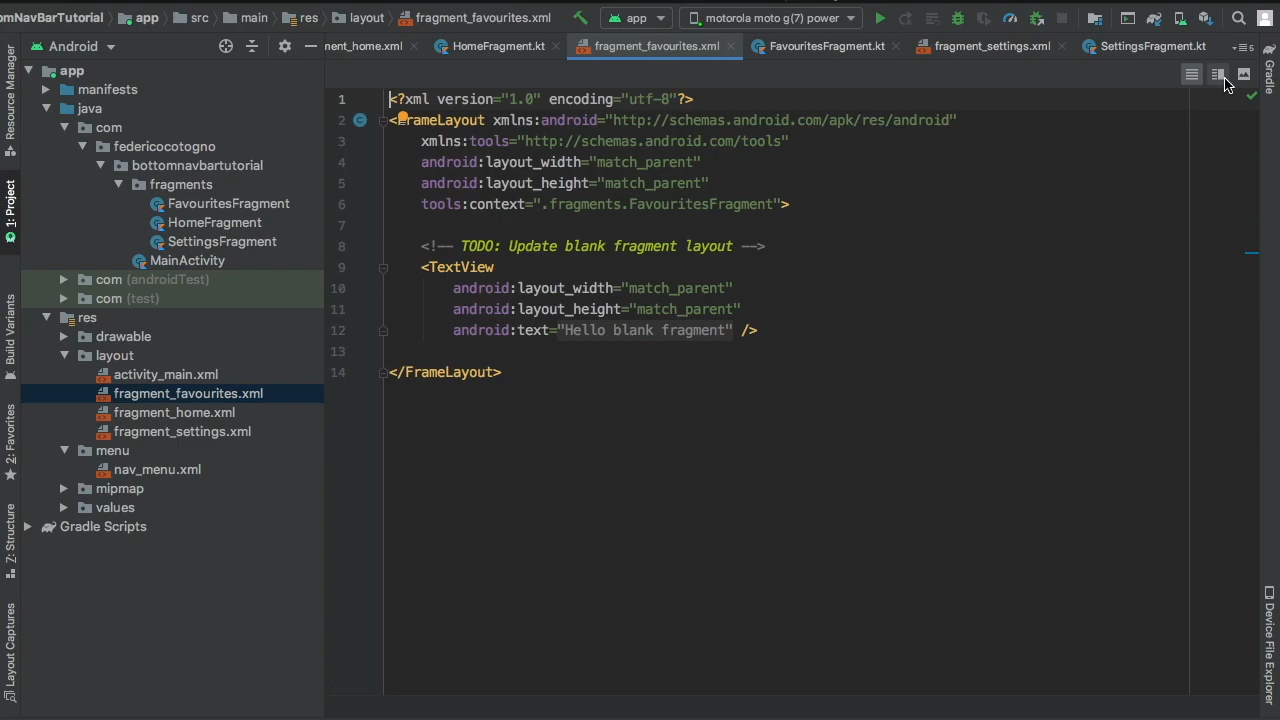 omNavBarTutorial app src main res layout fragment_favourites.xml app motorola moto g(7) power
Android
ent_home.xml HomeFragment.kt fragment_favourites.xml FavouritesFragment.kt fragment_settings.xml SettingsFragment.kt 5
Resource Manager
1: Project
Build Variants
2: Favorites
7: Structure
Layout Captures
app
manifests
java
com
federicocotogno
bottomnavbartutorial
fragments
FavouritesFragment
HomeFragment
SettingsFragment
MainActivity
com (androidTest)
com (test)
res
drawable
layout
activity_main.xml
fragment_favourites.xml
fragment_home.xml
fragment_settings.xml
menu
nav_menu.xml
mipmap
values
Gradle Scripts
1 <?xml version="1.0" encoding="utf-8"?>
2 <FrameLayout xmlns:android="http://schemas.android.com/apk/res/android"
3 xmlns:tools="http://schemas.android.com/tools"
4 android:layout_width="match_parent"
5 android:layout_height="match_parent"
6 tools:context=".fragments.FavouritesFragment">
7
8 <!-- TODO: Update blank fragment layout -->
9 <TextView
10 android:layout_width="match_parent"
11 android:layout_height="match_parent"
12 android:text="Hello blank fragment" />
13
14 </FrameLayout>
Gradle
Device File Explorer